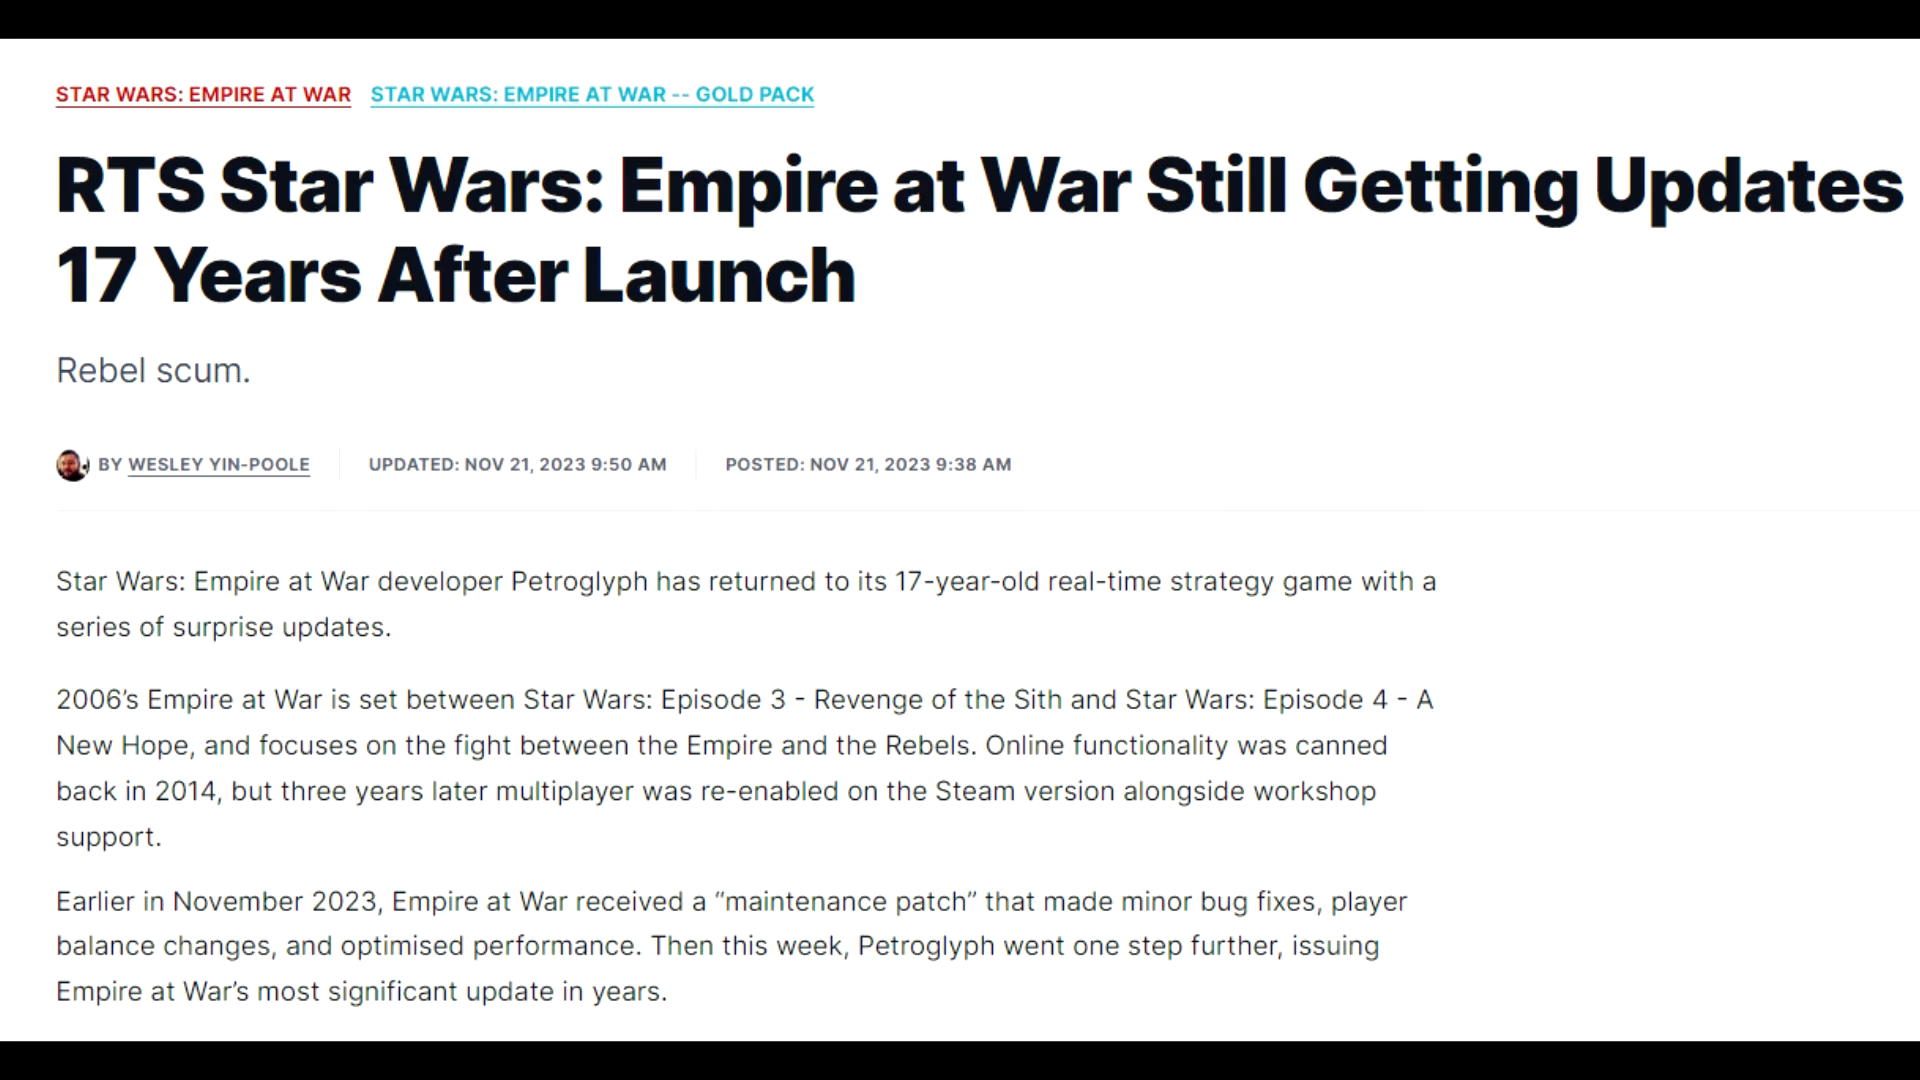 STAR WARS: EMPIRE AT WAR STAR WARS: EMPIRE AT WAR -- GOLD PACK
RTS Star Wars: Empire at War Still Getting Updates
17 Years After Launch
Rebel scum.
BY WESLEY YIN-POOLE UPDATED: NOV 21, 2023 9:50 AM POSTED: NOV 21, 2023 9:38 AM
Star Wars: Empire at War developer Petroglyph has returned to its 17-year-old real-time strategy game with a
series of surprise updates.
2006’s Empire at War is set between Star Wars: Episode 3 - Revenge of the Sith and Star Wars: Episode 4 - A
New Hope, and focuses on the fight between the Empire and the Rebels. Online functionality was canned
back in 2014, but three years later multiplayer was re-enabled on the Steam version alongside workshop
support.
Earlier in November 2023, Empire at War received a “maintenance patch” that made minor bug fixes, player
balance changes, and optimised performance. Then this week, Petroglyph went one step further, issuing
Empire at War’s most significant update in years.